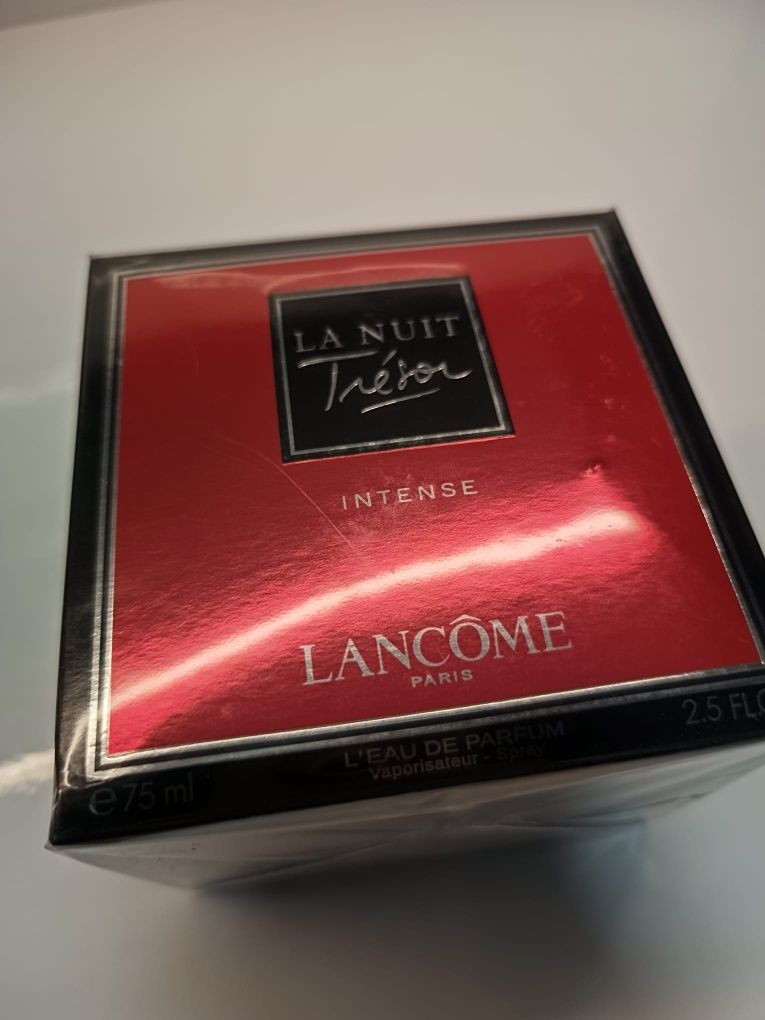 LA NUIT
Trésor
INTENSE
LANCÔME
PARIS
L'EAU DE PARFUM
Vaporisateur - Spray
e 75 ml
2.5 FL